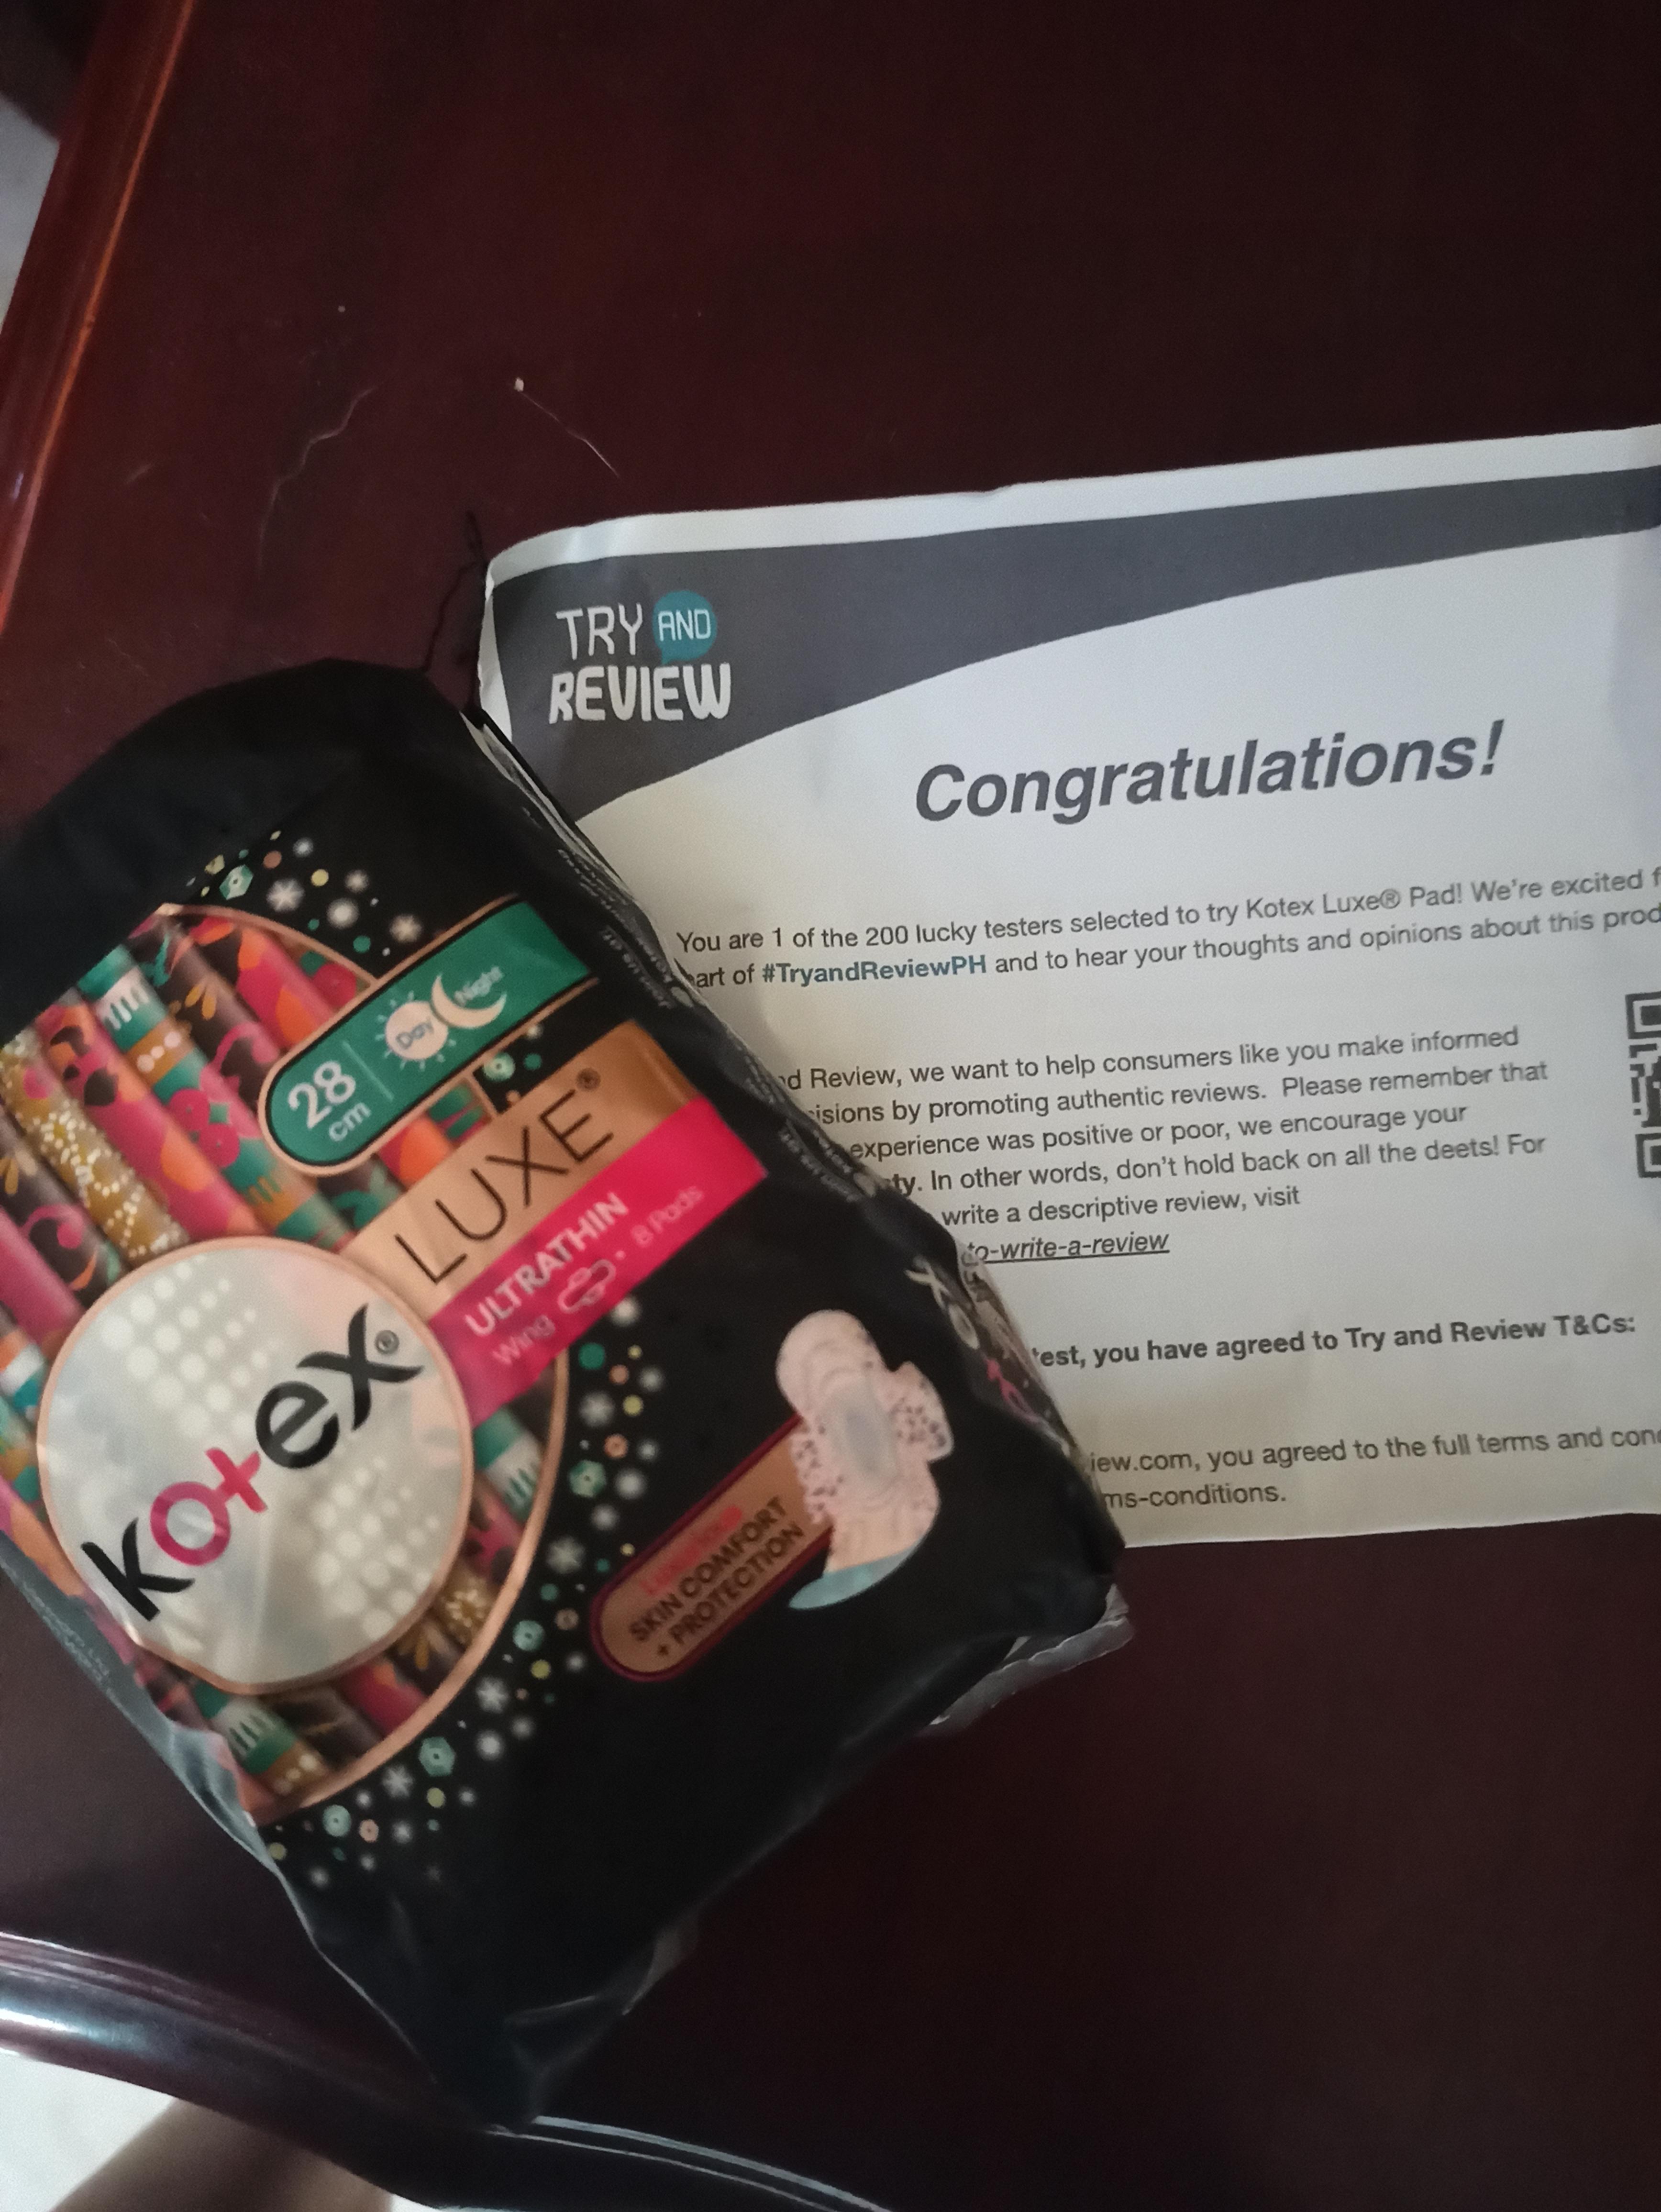 TRY AND
REVIEW
Congratulations!
You are 1 of the 200 lucky testers selected to try Kotex Luxe® Pad! We're excited
art of #TryandReviewPH and to hear your thoughts and opinions about this
Review, we want to help consumers like you make informed
isions by promoting authentic reviews. Please remember that
experience was positive or poor, we encourage your
ty. In other words, don't hold back on all the deets! For
write a descriptive review, visit
to-write-a-review
est, you have agreed to Try and Review T&Cs:
iew.com, you agreed to the full terms and
ms-conditions.
28
cm
Day
Night
LUXE®
ULTRATHIN
Wing 8 Pads
kotex®
SKIN COMFORT
+ PROTECTION